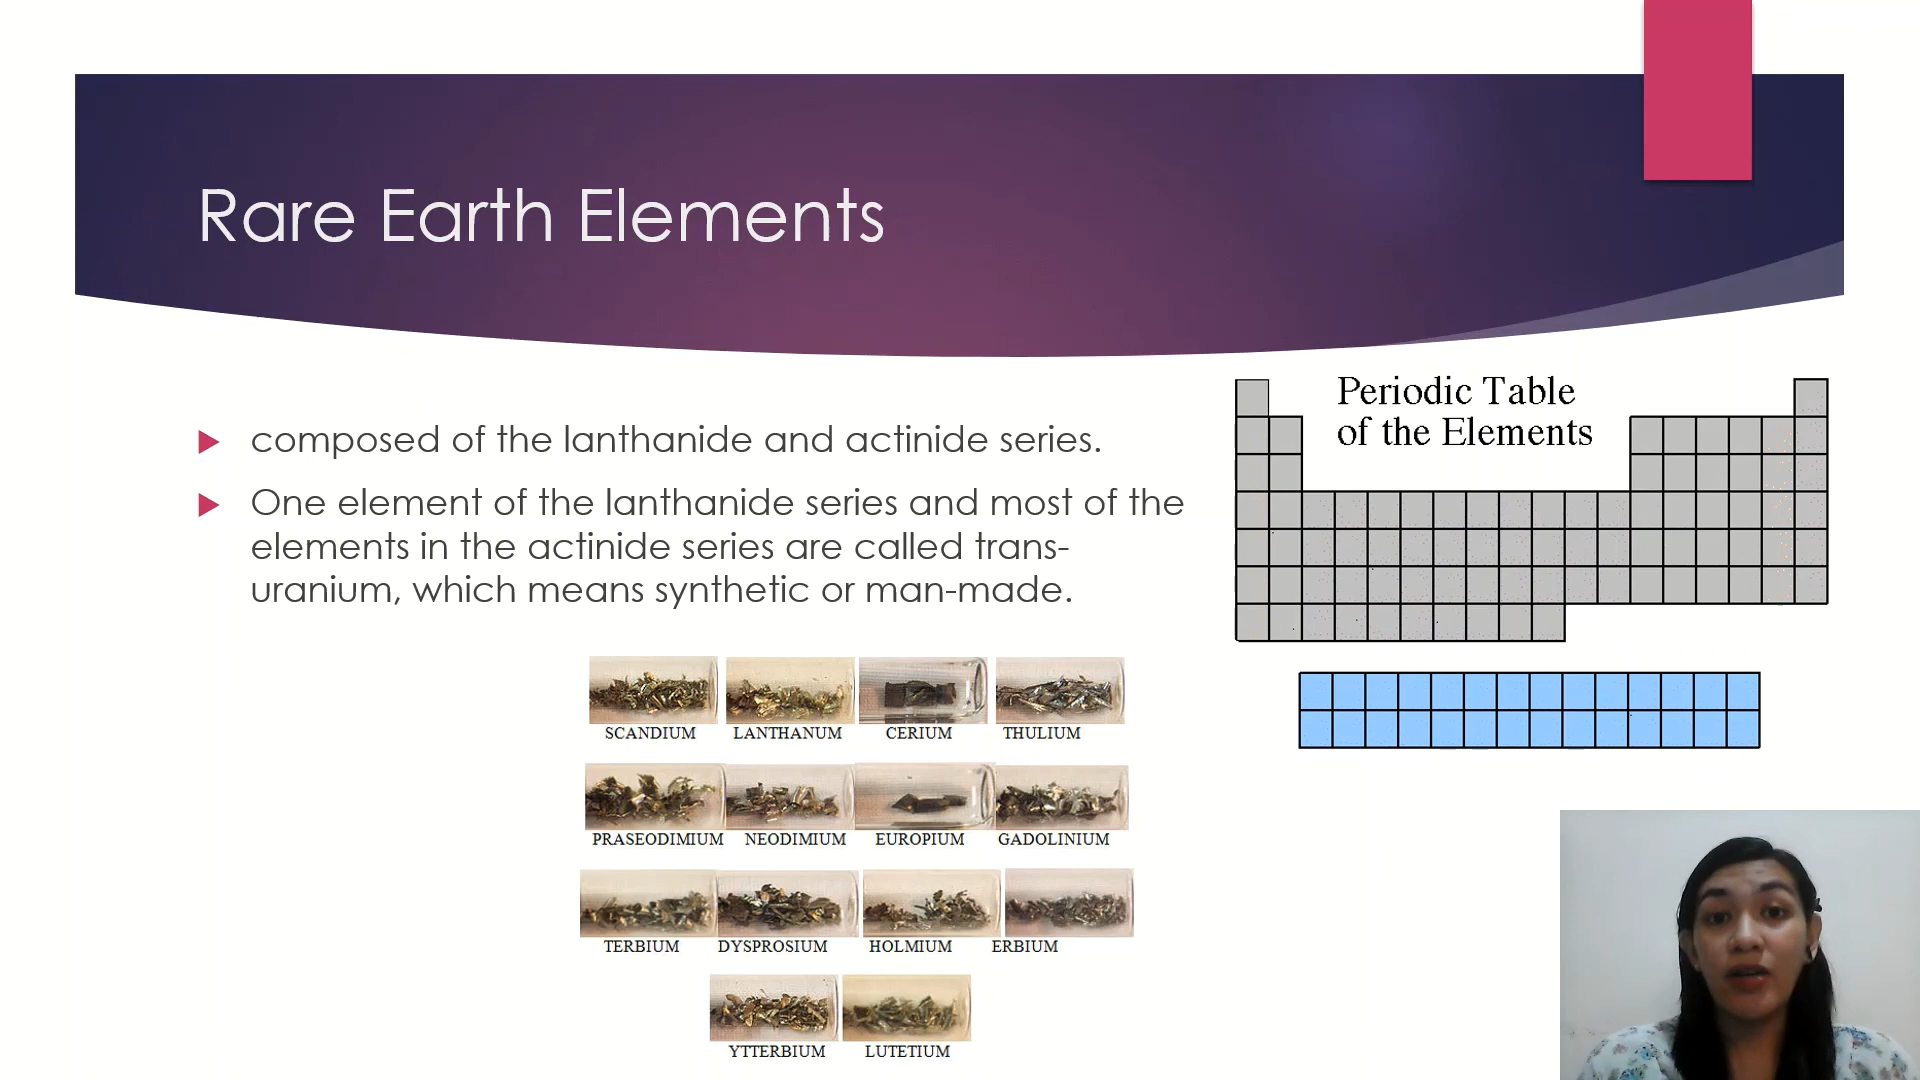 Rare Earth Elements
composed of the lanthanide and actinide series.
One element of the lanthanide series and most of the
elements in the actinide series are called trans-
uranium, which means synthetic or man-made.
Periodic Table
of the Elements
SCANDIUM LANTHANUM CERIUM THULIUM
PRASEODIMIUM NEODIMIUM EUROPIUM GADOLINIUM
TERBIUM DYSPROSIUM HOLMIUM ERBIUM
YTTERBIUM LUTETIUM